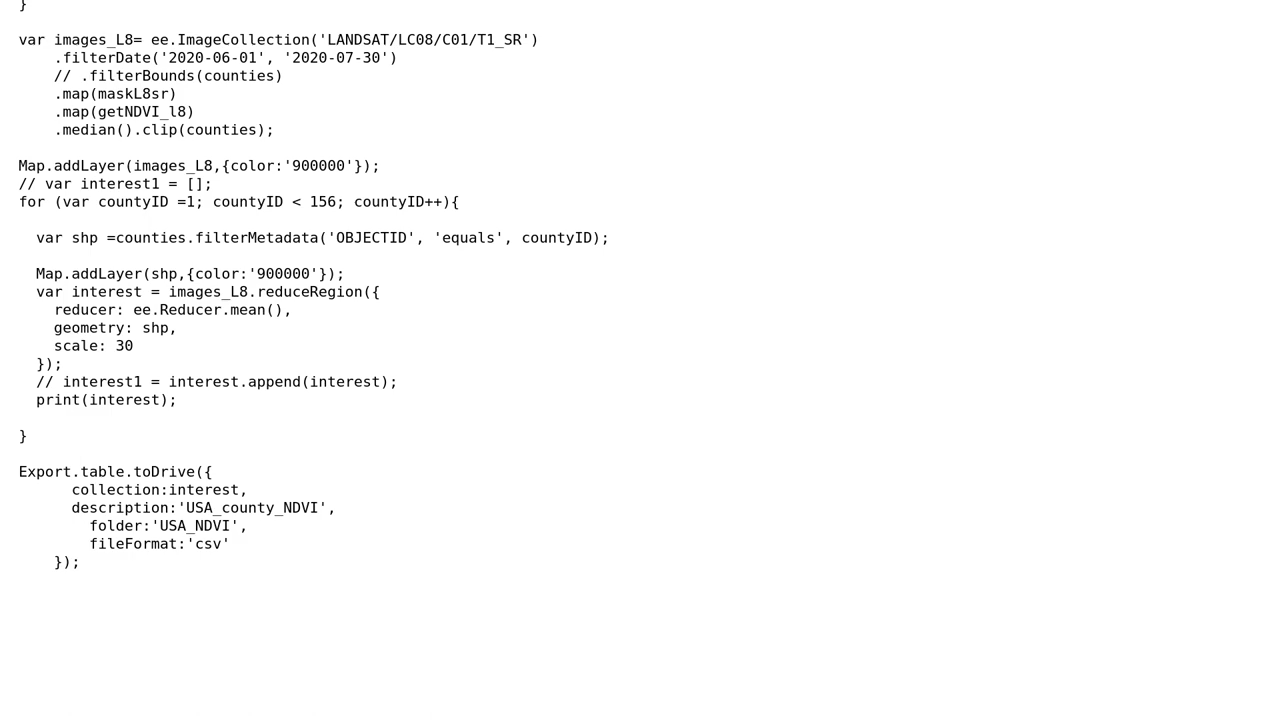 }
var images_L8= ee.ImageCollection('LANDSAT/LC08/C01/T1_SR')
    .filterDate('2020-06-01', '2020-07-30')
    // .filterBounds(counties)
    .map(maskL8sr)
    .map(getNDVI_l8)
    .median().clip(counties);
Map.addLayer(images_L8,{color:'900000'});
// var interest1 = [];
for (var countyID =1; countyID < 156; countyID++){
  var shp =counties.filterMetadata('OBJECTID', 'equals', countyID);
  Map.addLayer(shp,{color:'900000'});
  var interest = images_L8.reduceRegion({
    reducer: ee.Reducer.mean(),
    geometry: shp,
    scale: 30
  });
  // interest1 = interest.append(interest);
  print(interest);
}
Export.table.toDrive({
      collection:interest,
      description:'USA_county_NDVI',
        folder:'USA_NDVI',
        fileFormat:'csv'
    });